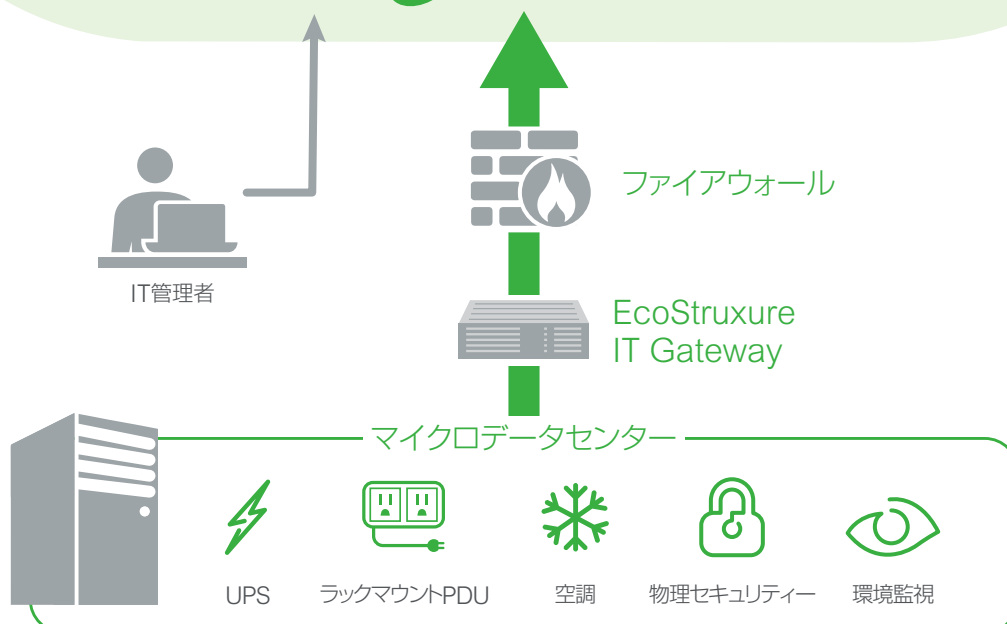 ファイアウォール
IT管理者
EcoStruxure
IT Gateway
マイクロデータセンター
UPS
ラックマウントPDU
空調
物理セキュリティー
環境監視